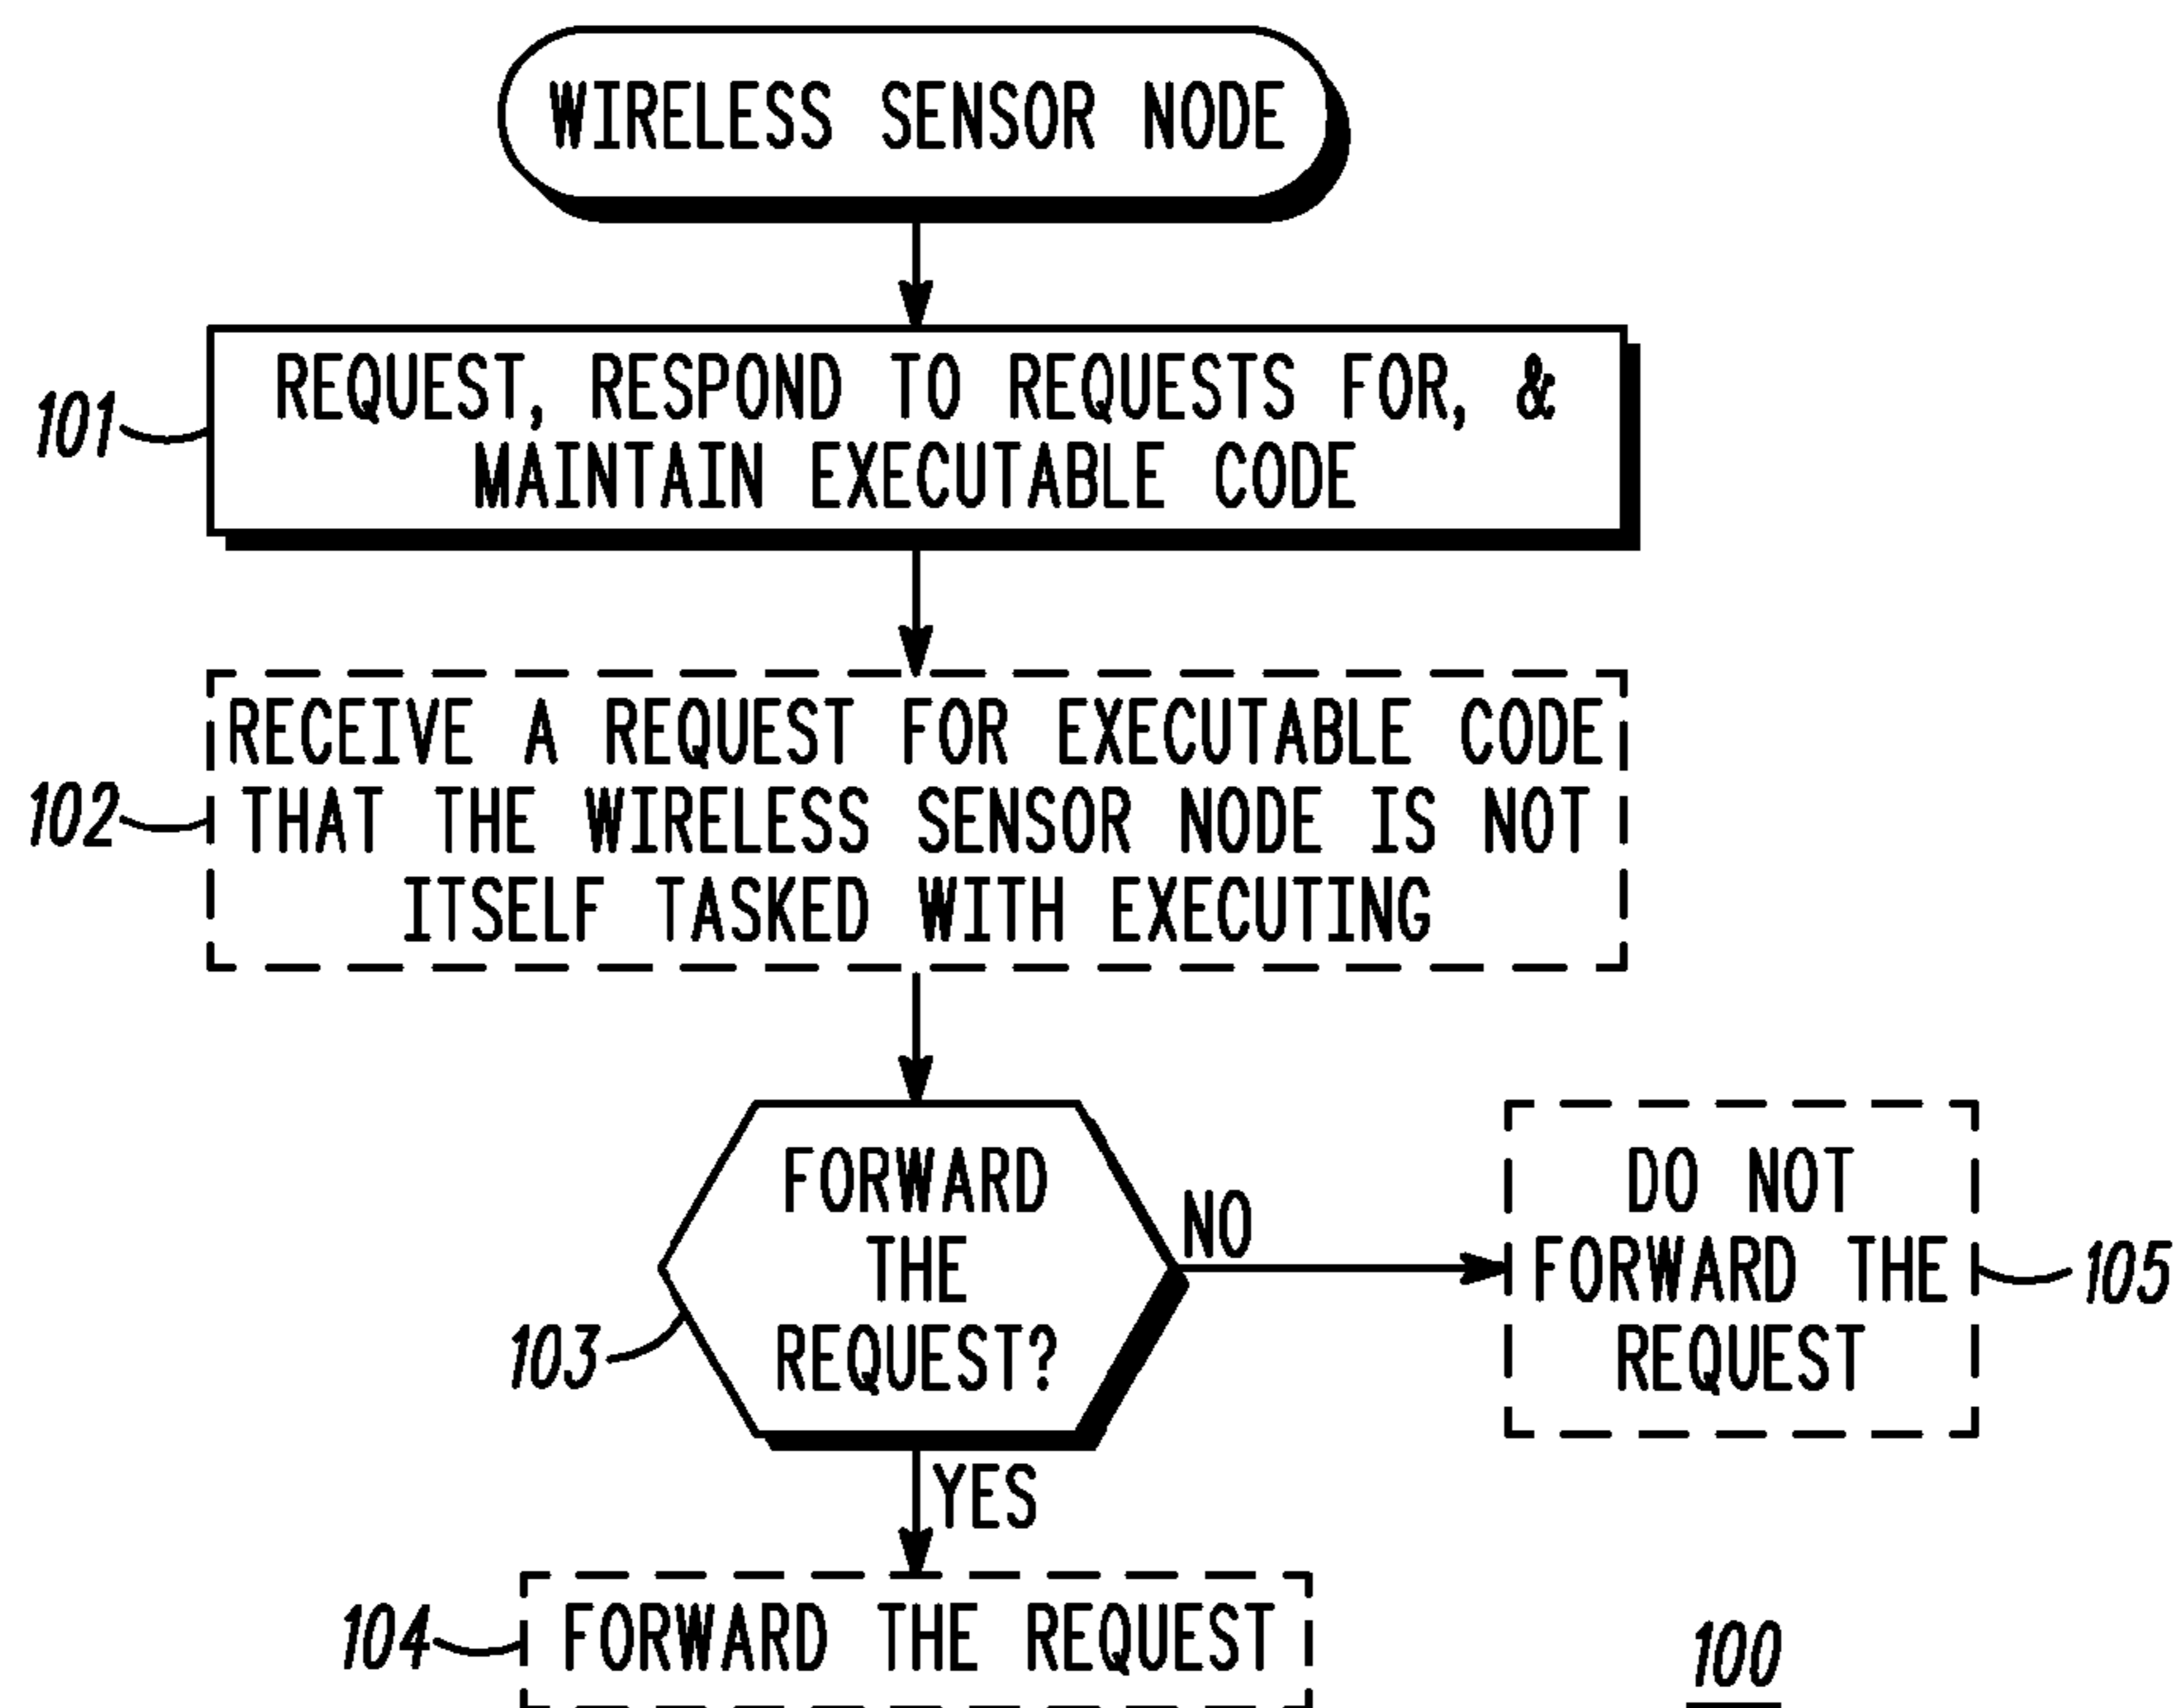 WIRELESS SENSOR NODE
101
REQUEST, RESPOND TO REQUESTS FOR, &
MAINTAIN EXECUTABLE CODE
102
RECEIVE A REQUEST FOR EXECUTABLE CODE
THAT THE WIRELESS SENSOR NODE IS NOT
ITSELF TASKED WITH EXECUTING
103
FORWARD
THE
REQUEST?
NO
DO NOT
FORWARD THE
REQUEST
105
YES
104
FORWARD THE REQUEST
100